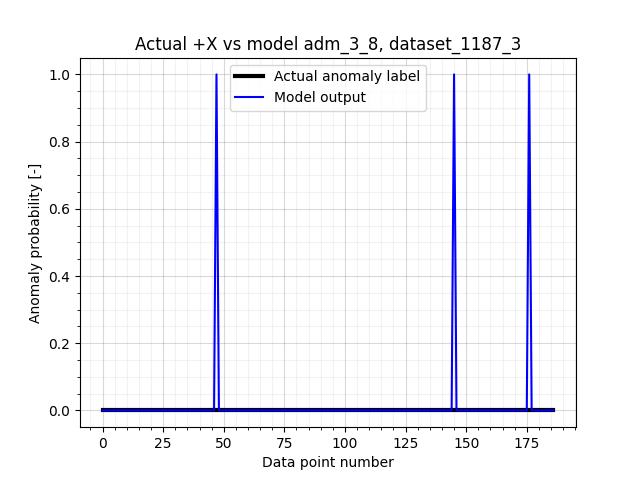 Actual +X vs model adm_3_8, dataset_1187_3
Actual anomaly label
Model output
1.0
0.8
0.6
0.4
0.2
0.0
Anomaly probability [-]
0 25 50 75 100 125 150 175
Data point number